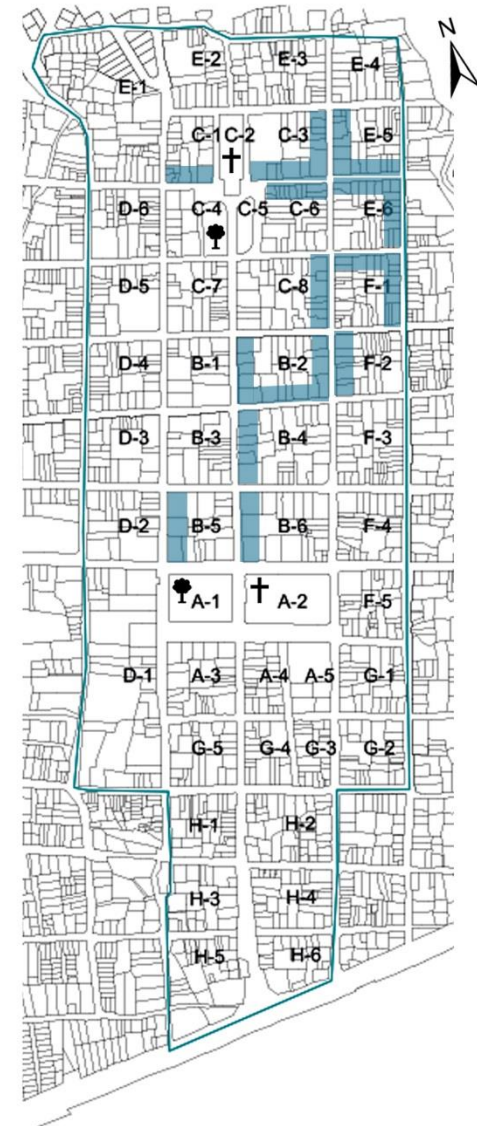 N
E-2 E-3
E-4
E-1
C-1 C-2 C-3 E-5
D-6 C-4 C-5 C-6 E-6
D-5 C-7 C-8 F-1
D-4 B-1 B-2 F-2
D-3 B-3 B-4 F-3
D-2 B-5 B-6 F-4
A-1 A-2 F-5
D-1 A-3 A-4 A-5 G-1
G-5 G-4 G-3 G-2
H-1 H-2
H-3 H-4
H-5 H-6